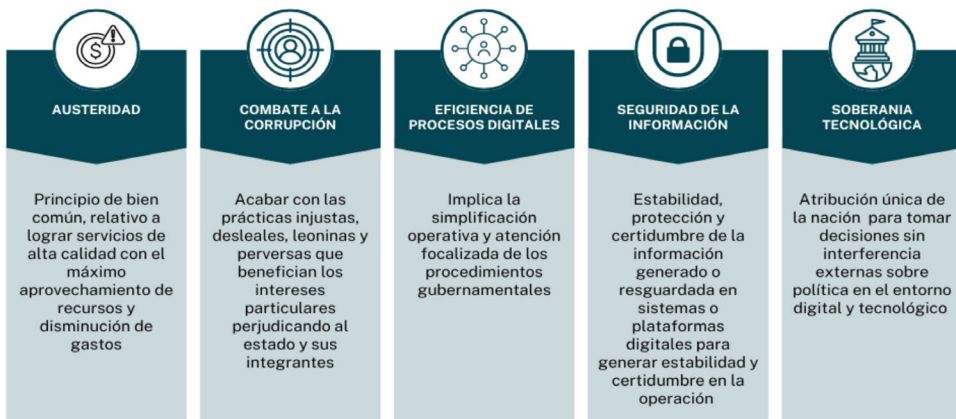 AUSTERIDAD
Principio de bien
común, relativo a
lograr servicios de
alta calidad con el
máximo
aprovechamiento de
recursos y
disminución de
gastos
COMBATE A LA
CORRUPCIÓN
Acabar con las
prácticas injustas,
desleales, leoninas y
perversas que
benefician los
intereses
particulares
perjudicando al
estado y sus
integrantes
EFICIENCIA DE
PROCESOS DIGITALES
Implica la
simplificación
operativa y atención
focalizada de los
procedimientos
gubernamentales
SEGURIDAD DE LA
INFORMACIÓN
Estabilidad,
protección y
certidumbre de la
información
generado o
resguardada en
sistemas o
plataformas
digitales para
generar estabilidad y
certidumbre en la
operación
SOBERANIA
TECNOLÓGICA
Atribución única de
la nación para tomar
decisiones sin
interferencia
externas sobre
política en el entorno
digital y tecnológico